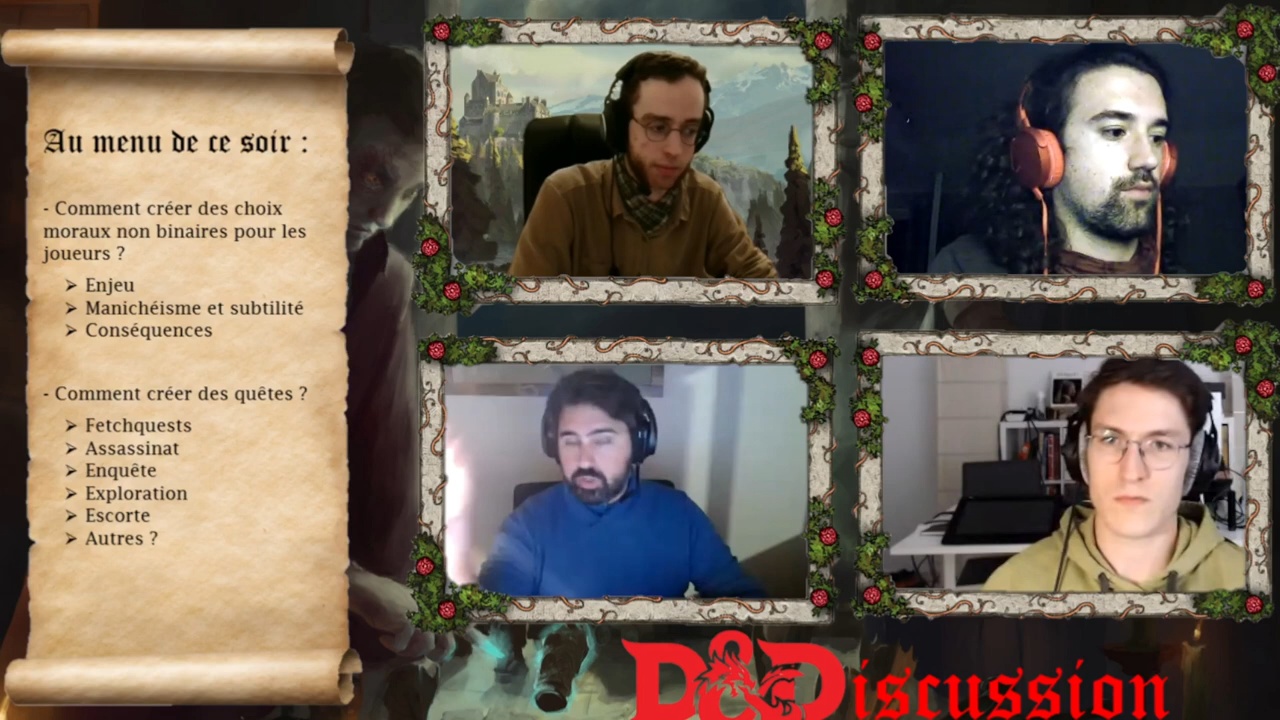 Au menu de ce soir :
- Comment créer des choix
moraux non binaires pour les
joueurs ?
➢ Enjeu
➢ Manichéisme et subtilité
➢ Conséquences
- Comment créer des quêtes ?
➢ Fetchquests
➢ Assassinat
➢ Enquête
➢ Exploration
➢ Escorte
➢ Autres ?
D&Discussion